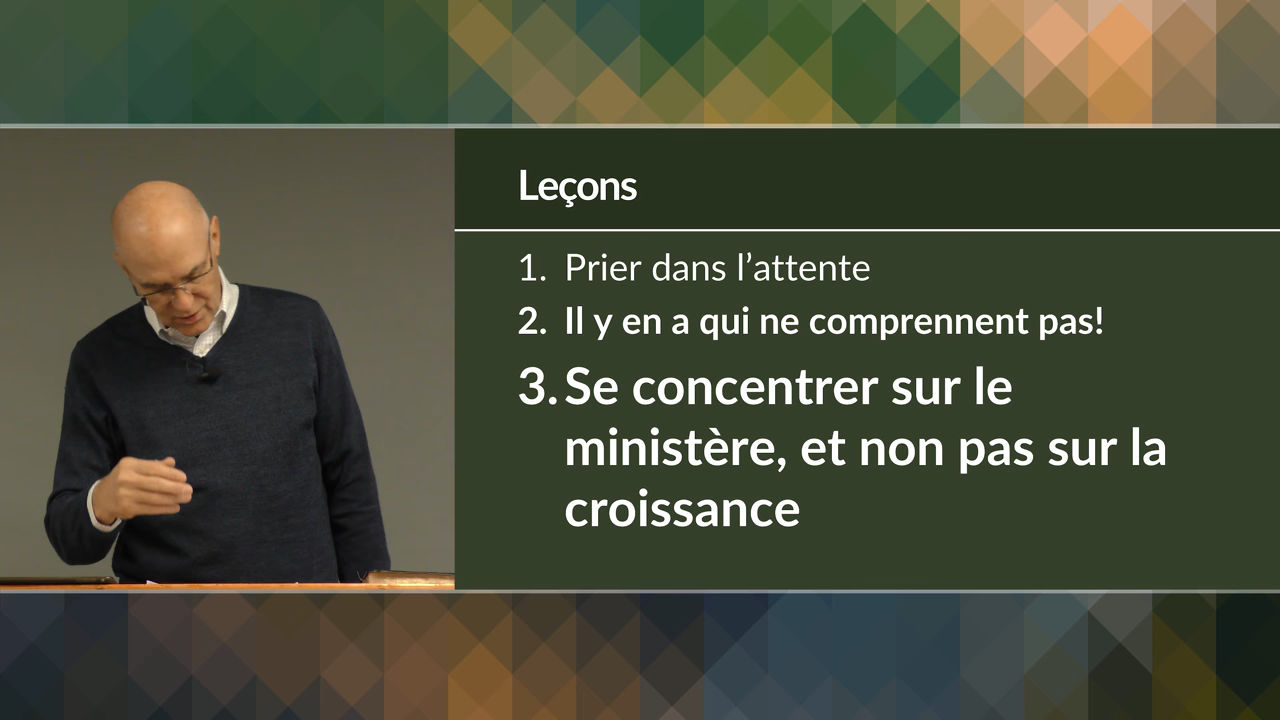 Leçons
1. Prier dans l’attente
2. Il y en a qui ne comprennent pas!
3. Se concentrer sur le
ministère, et non pas sur la
croissance